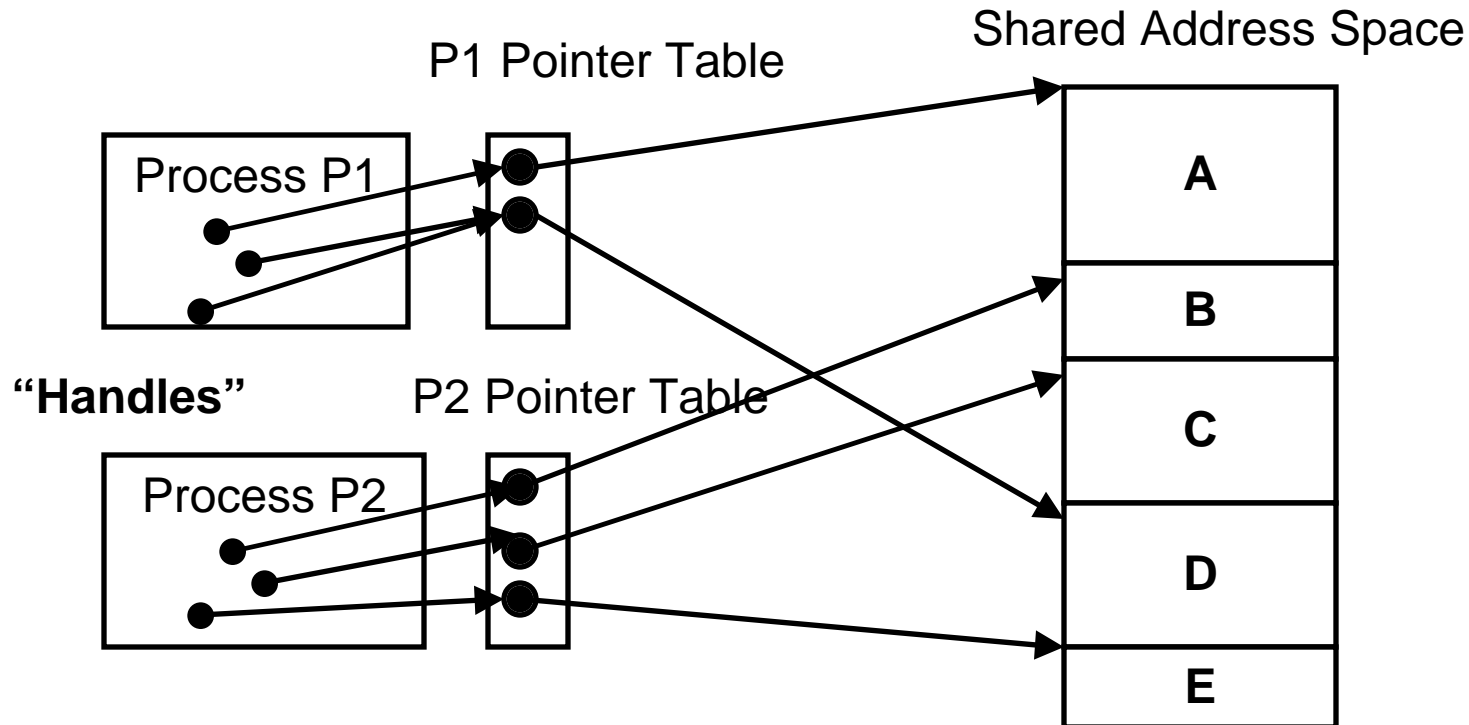 Shared Address Space
P1 Pointer Table
Process P1
A
B
“Handles”
P2 Pointer Table
C
Process P2
D
E